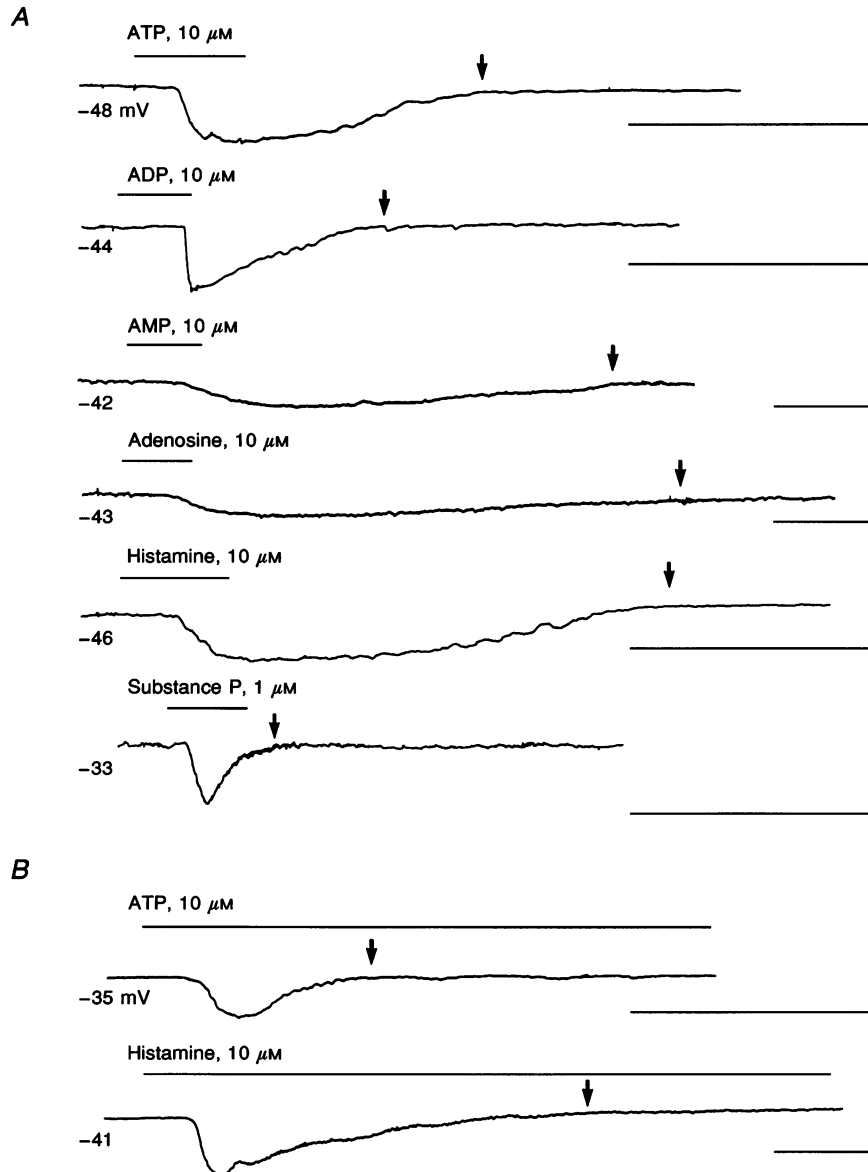 A
ATP, 10 μM
−48 mV
ADP, 10 μM
−44
AMP, 10 μM
−42
Adenosine, 10 μM
−43
Histamine, 10 μM
−46
Substance P, 1 μM
−33
B
ATP, 10 μM
−35 mV
Histamine, 10 μM
−41